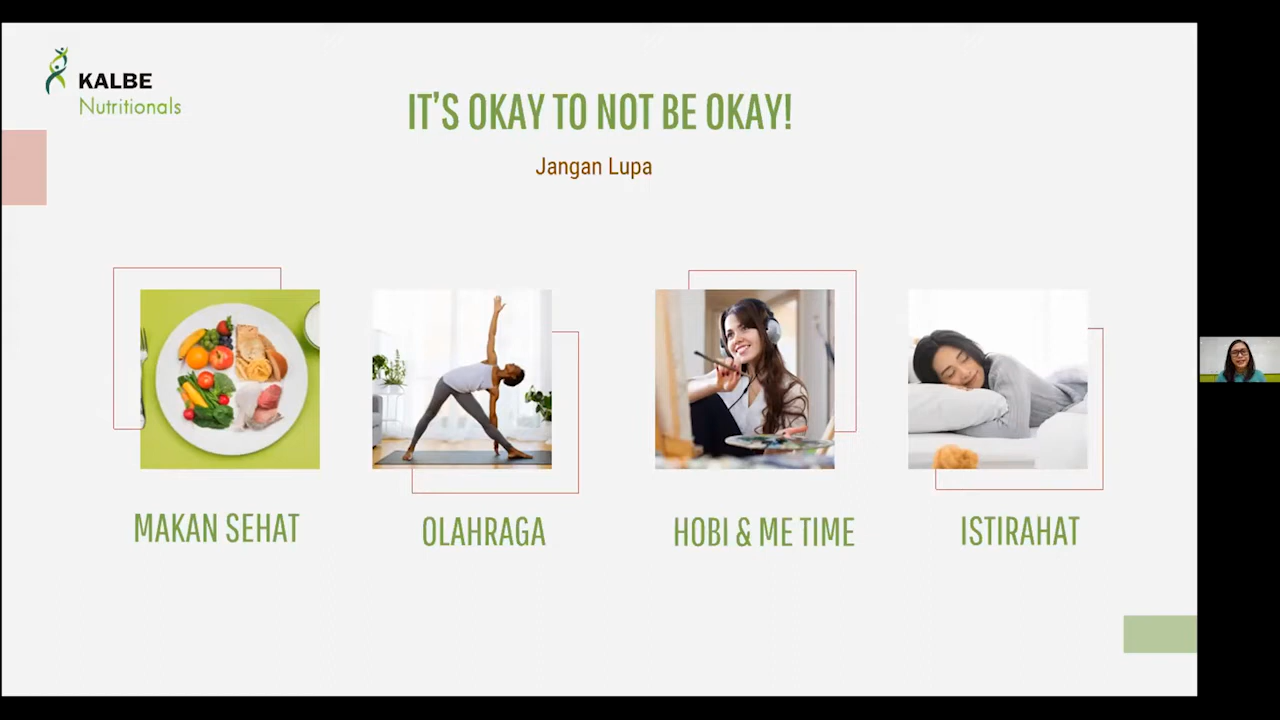 KALBE
Nutritionals
IT'S OKAY TO NOT BE OKAY!
Jangan Lupa
MAKAN SEHAT
OLAHRAGA
HOBI & ME TIME
ISTIRAHAT